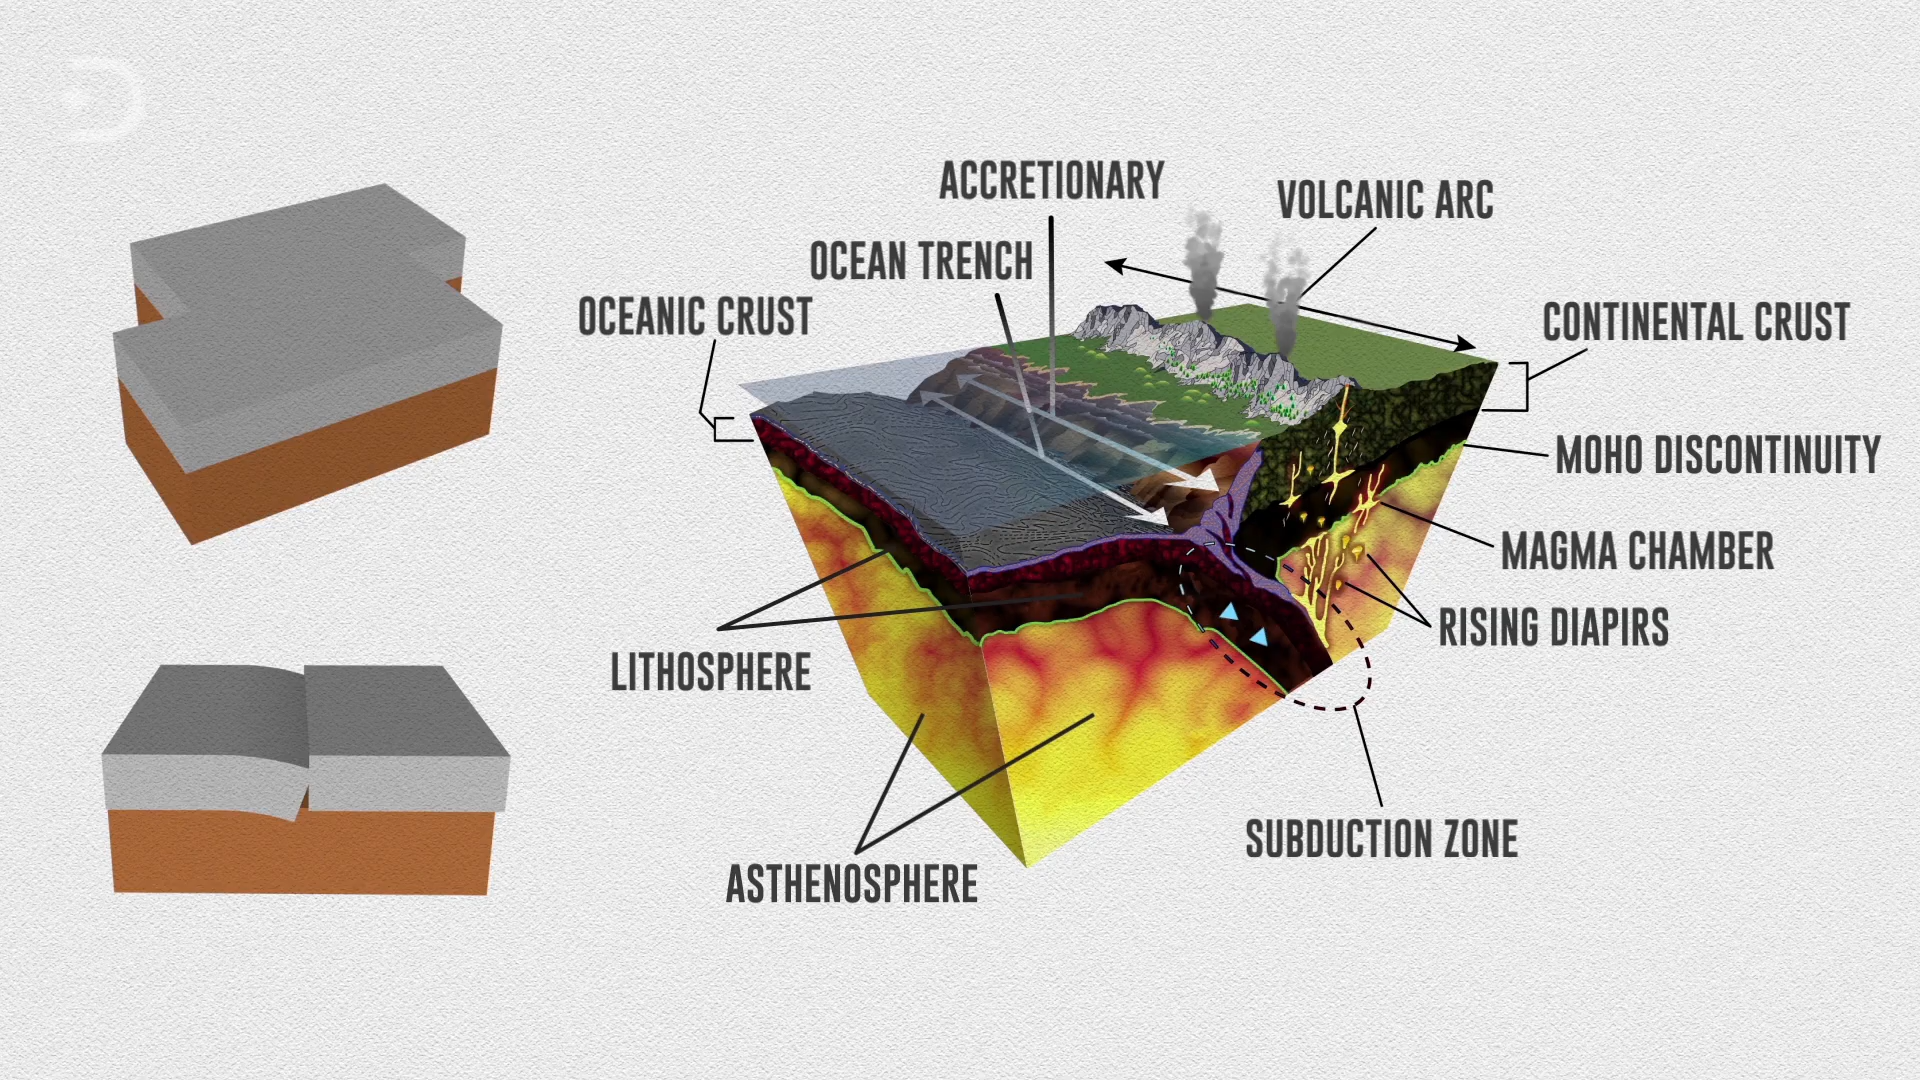 ACCRETIONARY
VOLCANIC ARC
OCEAN TRENCH
OCEANIC CRUST
CONTINENTAL CRUST
MOHO DISCONTINUITY
MAGMA CHAMBER
RISING DIAPIRS
LITHOSPHERE
SUBDUCTION ZONE
ASTHENOSPHERE